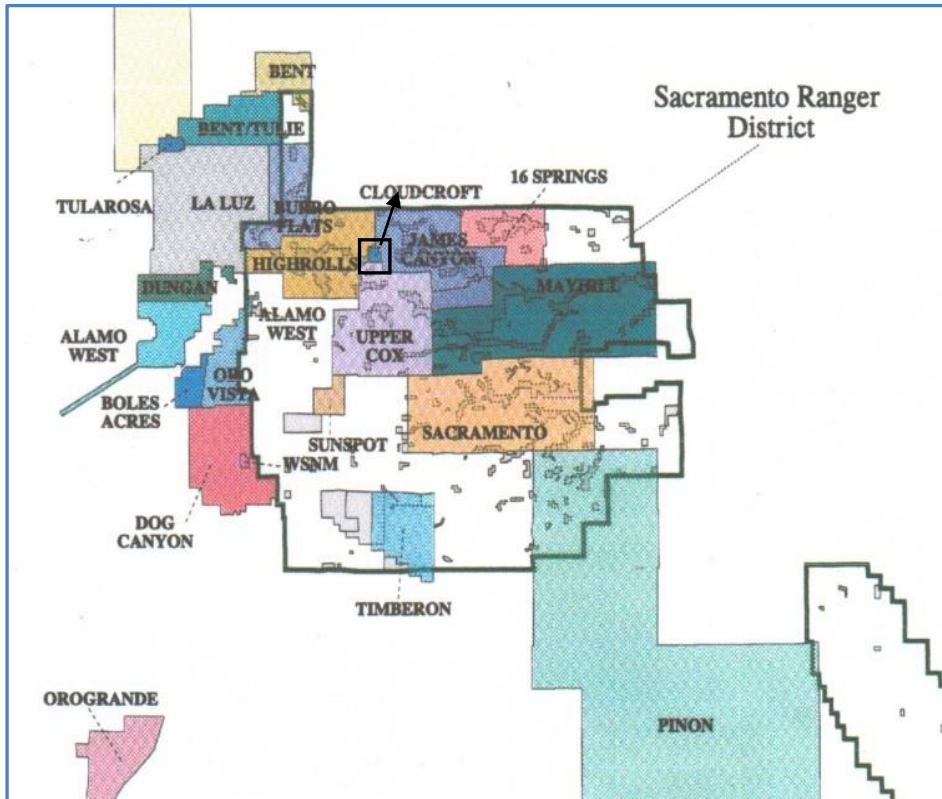 BENT
Sacramento Ranger
District
BENT/TULIE
16 SPRINGS
CLOUDCROFT
TULAROSA
LA LUZ
BURRO
FLATS
JAMES
CANYON
HIGHROLLS
MAYHILL
DUNGAN
ALAMO
WEST
ALAMO
WEST
UPPER
COX
ORO
VISTA
BOLES
ACRES
SACRAMENTO
SUNSPOT
WSNM
DOG
CANYON
TIMBERON
OROGRANDE
PINON